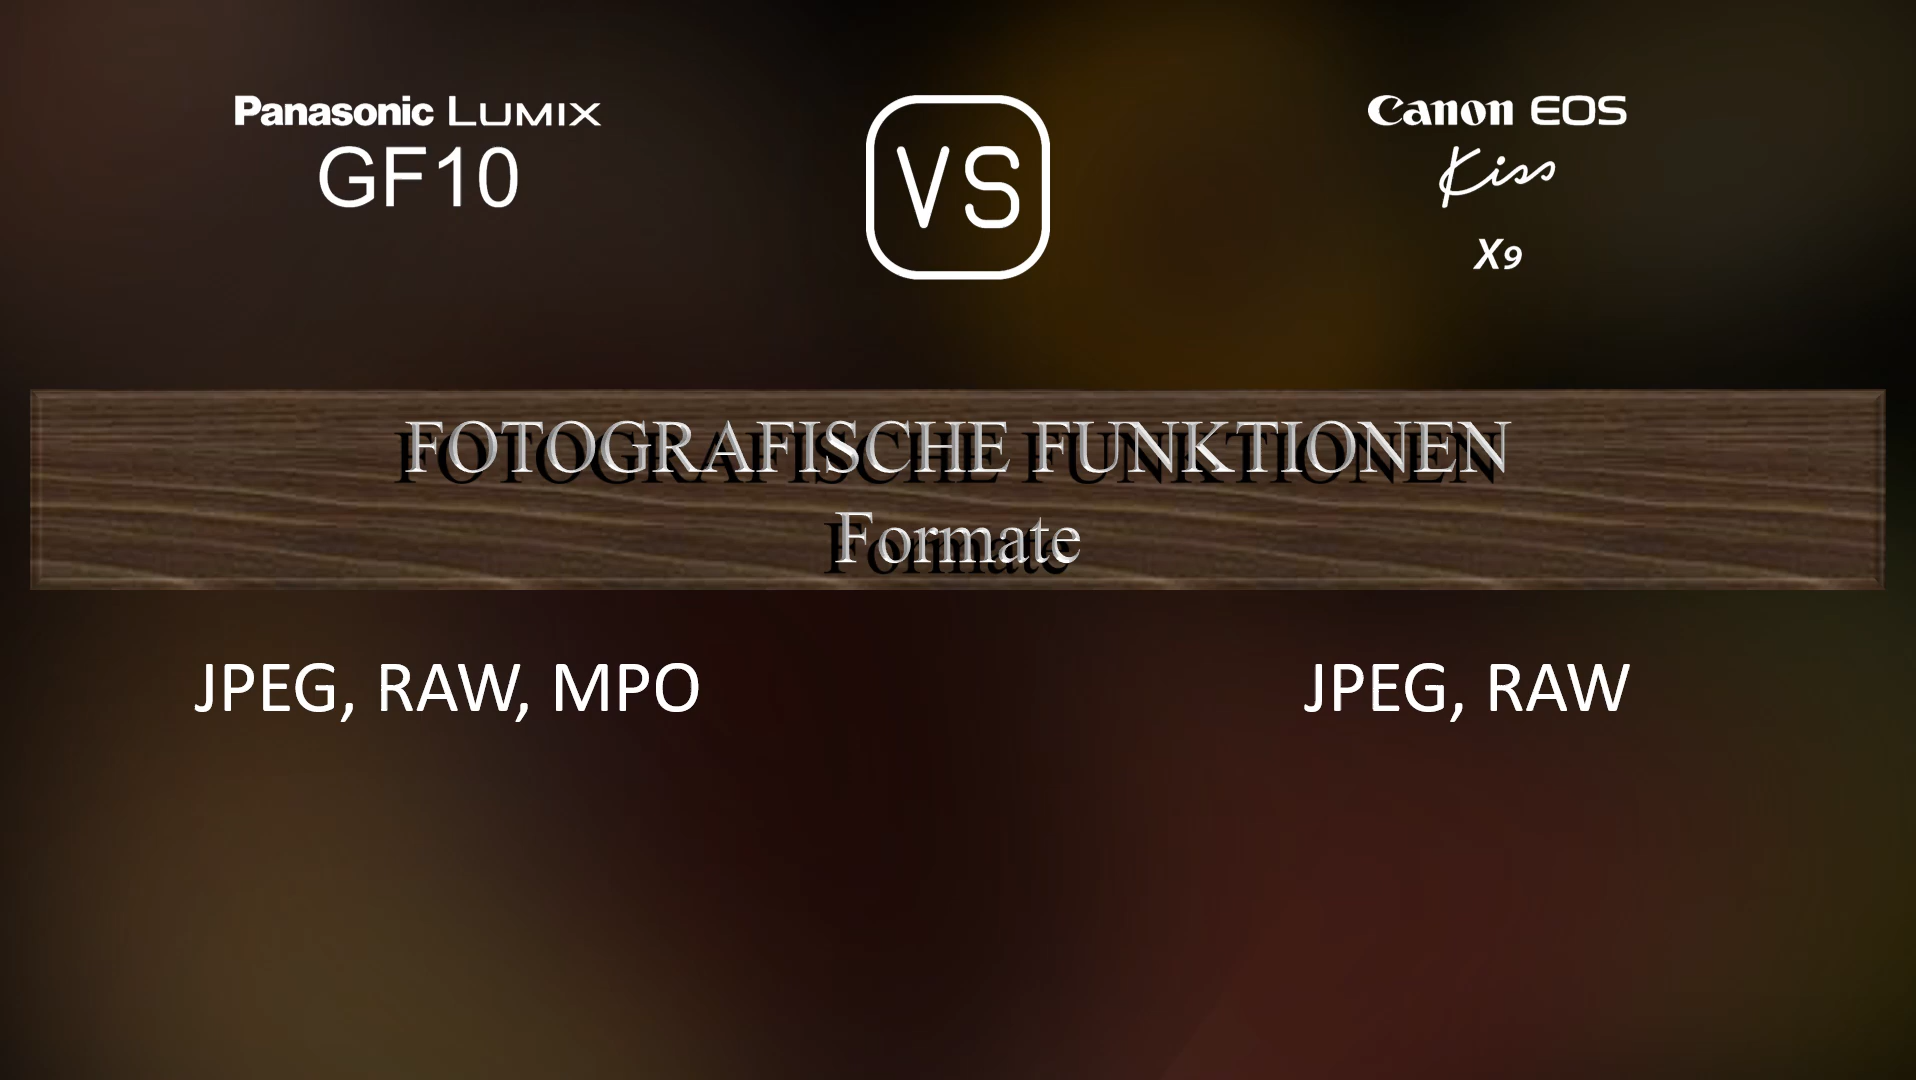 Panasonic LUMIX
GF10
VS
Canon EOS
Kiss
X9
FOTOGRAFISCHE FUNKTIONEN
Formate
JPEG, RAW, MPO
JPEG, RAW